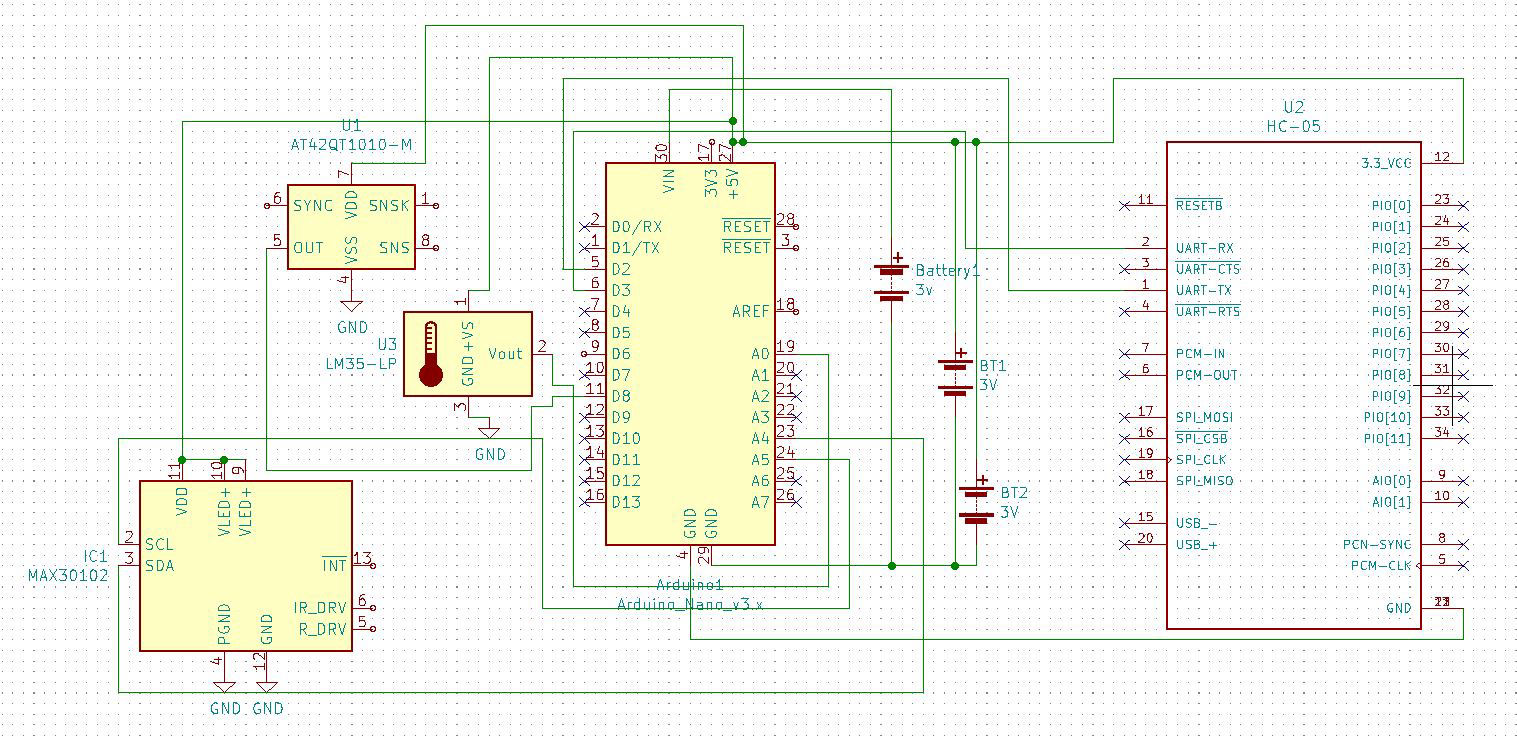 U1
AT42QT1010-M
7
VDD
6
SYNC
SNSK
1
5
OUT
SNS
8
VSS
4
GND
U3
LM35-LP
1
+VS
GND
Vout
2
3
GND
IC1
MAX30102
11
10
9
VDD
VLED+
VLED+
2
SCL
3
SDA
INT
13
IR_DRV
6
R_DRV
5
PGND
GND
4
12
GND
GND
30
17
27
VIN
3V3
+5V
2
D0/RX
RESET
28
1
D1/TX
RESET
3
5
D2
6
D3
7
D4
AREF
18
8
D5
9
D6
A0
19
10
D7
A1
20
11
D8
A2
21
12
D9
A3
22
13
D10
A4
23
14
D11
A5
24
15
D12
A6
25
16
D13
A7
26
GND
GND
4
29
Arduino1
Arduino_Nano_v3.x
Battery1
3v
BT1
3V
BT2
3V
U2
HC-05
3.3_VCC
12
11
RESETB
PIO[0]
23
PIO[1]
24
2
UART-RX
PIO[2]
25
3
UART-CTS
PIO[3]
26
1
UART-TX
PIO[4]
27
4
UART-RTS
PIO[5]
28
PIO[6]
29
7
PCM-IN
PIO[7]
30
6
PCM-OUT
PIO[8]
31
PIO[9]
32
17
SPI_MOSI
PIO[10]
33
16
SPI_CSB
PIO[11]
34
19
SPI_CLK
18
SPI_MISO
AIO[0]
9
AIO[1]
10
15
USB_-
20
USB_+
PCN-SYNC
8
PCM-CLK
5
GND